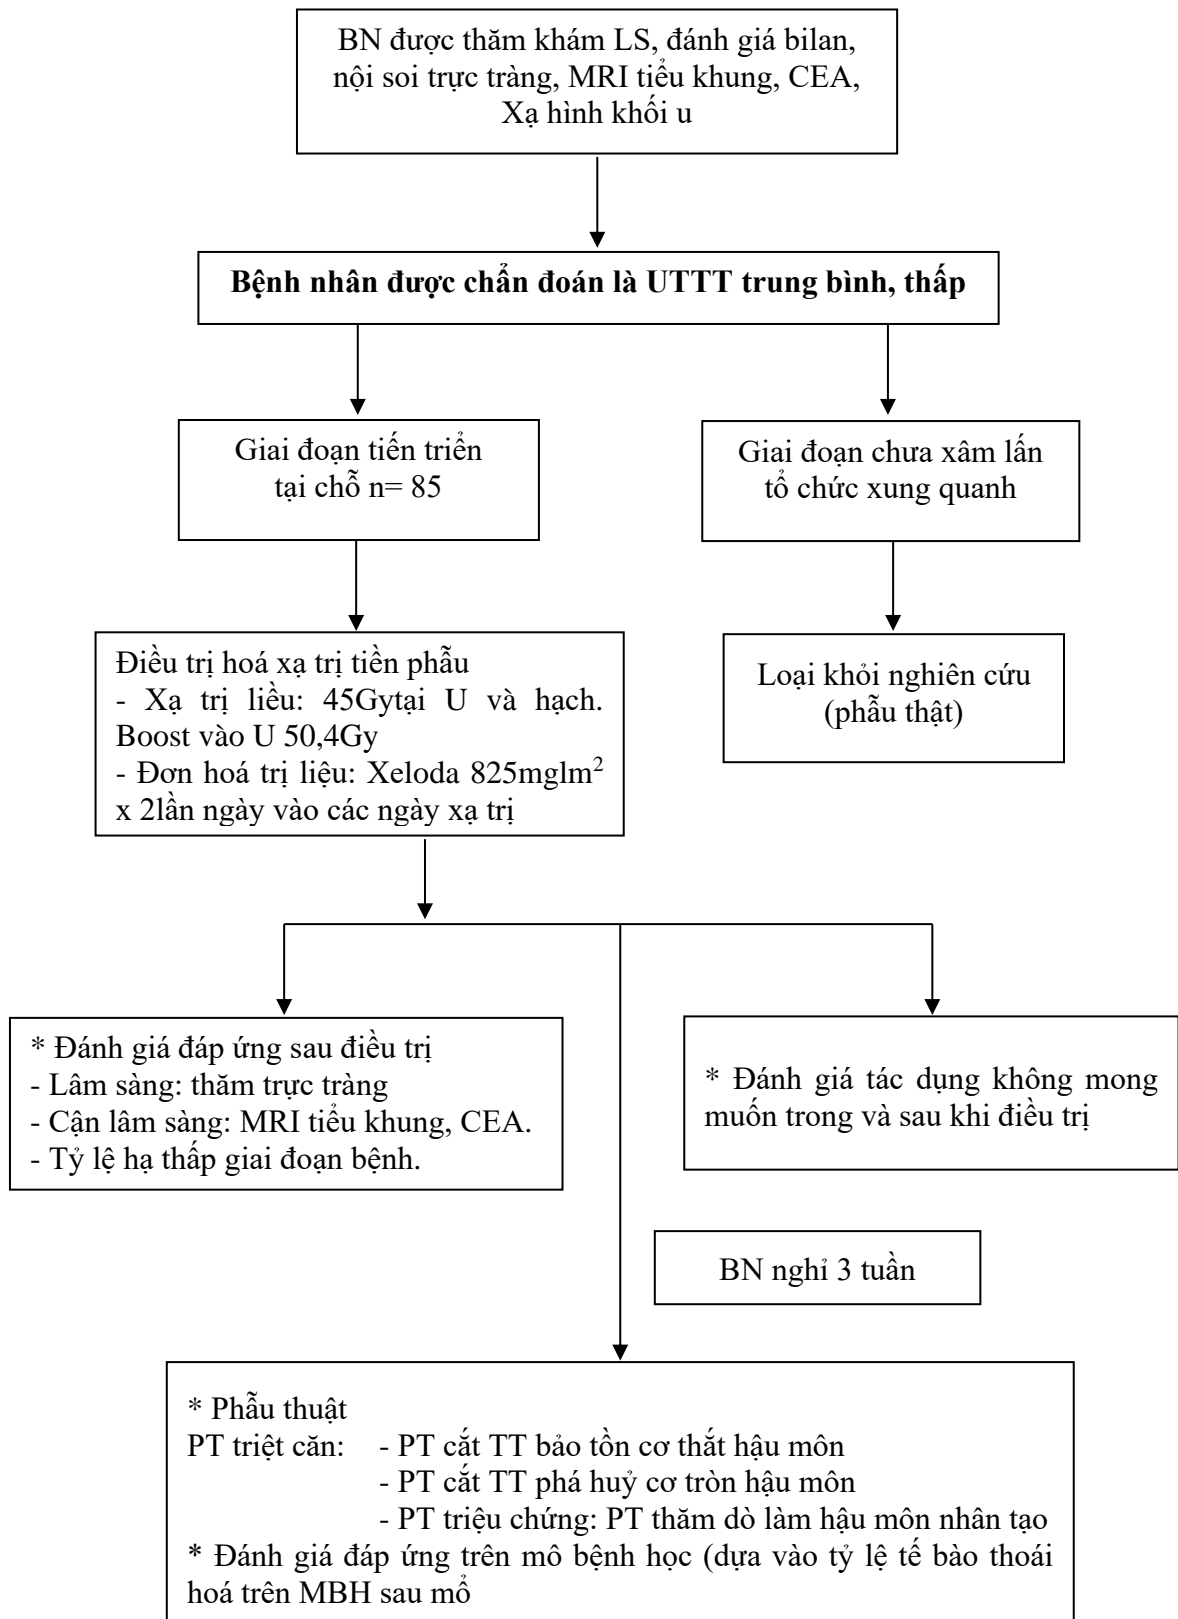 BN được thăm khám LS, đánh giá bilan,
nội soi trực tràng, MRI tiểu khung, CEA,
Xạ hình khối u
Bệnh nhân được chẩn đoán là UTTT trung bình, thấp
Giai đoạn tiến triển
tại chỗ n= 85
Giai đoạn chưa xâm lấn
tổ chức xung quanh
Điều trị hoá xạ trị tiền phẫu
- Xạ trị liều: 45Gytại U và hạch.
Boost vào U 50,4Gy
- Đơn hoá trị liệu: Xeloda 825mglm²
x 2lần ngày vào các ngày xạ trị
Loại khỏi nghiên cứu
(phẫu thật)
* Đánh giá đáp ứng sau điều trị
- Lâm sàng: thăm trực tràng
- Cận lâm sàng: MRI tiểu khung, CEA.
- Tỷ lệ hạ thấp giai đoạn bệnh.
* Đánh giá tác dụng không mong
muốn trong và sau khi điều trị
BN nghỉ 3 tuần
* Phẫu thuật
PT triệt căn: - PT cắt TT bảo tồn cơ thắt hậu môn
- PT cắt TT phá huỷ cơ tròn hậu môn
- PT triệu chứng: PT thăm dò làm hậu môn nhân tạo
* Đánh giá đáp ứng trên mô bệnh học (dựa vào tỷ lệ tế bào thoái
hoá trên MBH sau mổ